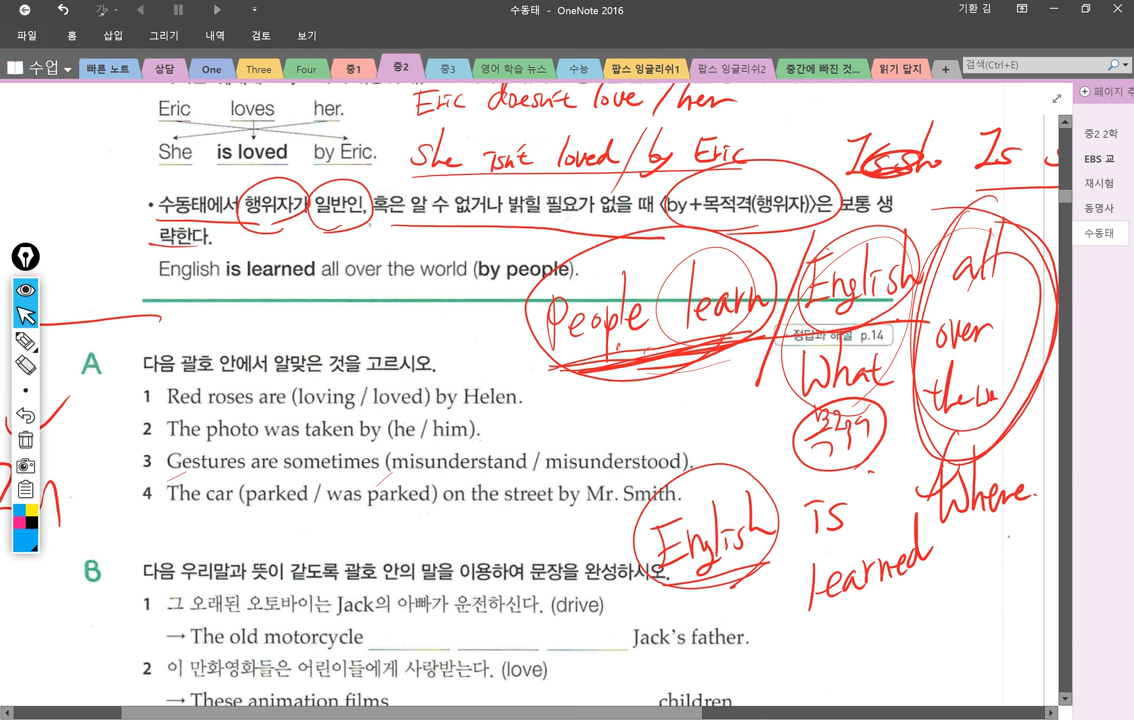 수동태 - OneNote 2016
기환 김
파일 홈 삽입 그리기 내역 검토 보기
수업 빠른 노트 상담 One Three Four 중1 중2 중3 영어 학습 뉴스 수능 팝스 잉글리쉬1 팝스 잉글리쉬2 중간에 빠진 것... 읽기 답지 + 검색(Ctrl+E)
페이지 추
중2 2학
EBS 교
재시험
동명사
수동태
Eric doesn't love / her
Eric loves her.
She is loved by Eric.
She isn't loved / by Eric
Is
• 수동태에서 행위자가 일반인, 혹은 알 수 없거나 밝힐 필요가 없을 때 〈by+목적격(행위자)〉은 보통 생
략한다.
English is learned all over the world (by people).
People learn / English all
over
What
Where
English is
learned
정답과 해설 p.14
A 다음 괄호 안에서 알맞은 것을 고르시오.
1 Red roses are (loving / loved) by Helen.
2 The photo was taken by (he / him).
3 Gestures are sometimes (misunderstand / misunderstood).
4 The car (parked / was parked) on the street by Mr. Smith.
B 다음 우리말과 뜻이 같도록 괄호 안의 말을 이용하여 문장을 완성하시오.
1 그 오래된 오토바이는 Jack의 아빠가 운전하신다. (drive)
→ The old motorcycle ______ ______ ______ Jack's father.
2 이 만화영화들은 어린이들에게 사랑받는다. (love)
→ These animation films children